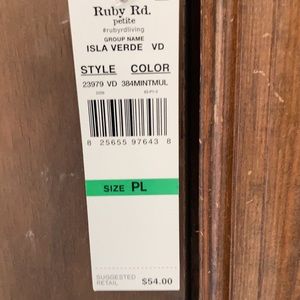 Ruby Rd.
petite
#rubyrdliving
GROUP NAME
ISLA VERDE VD
STYLE COLOR
23979 VD 384MINTMUL
8 25655 97643 8
SIZE PL
SUGGESTED
RETAIL $54.00